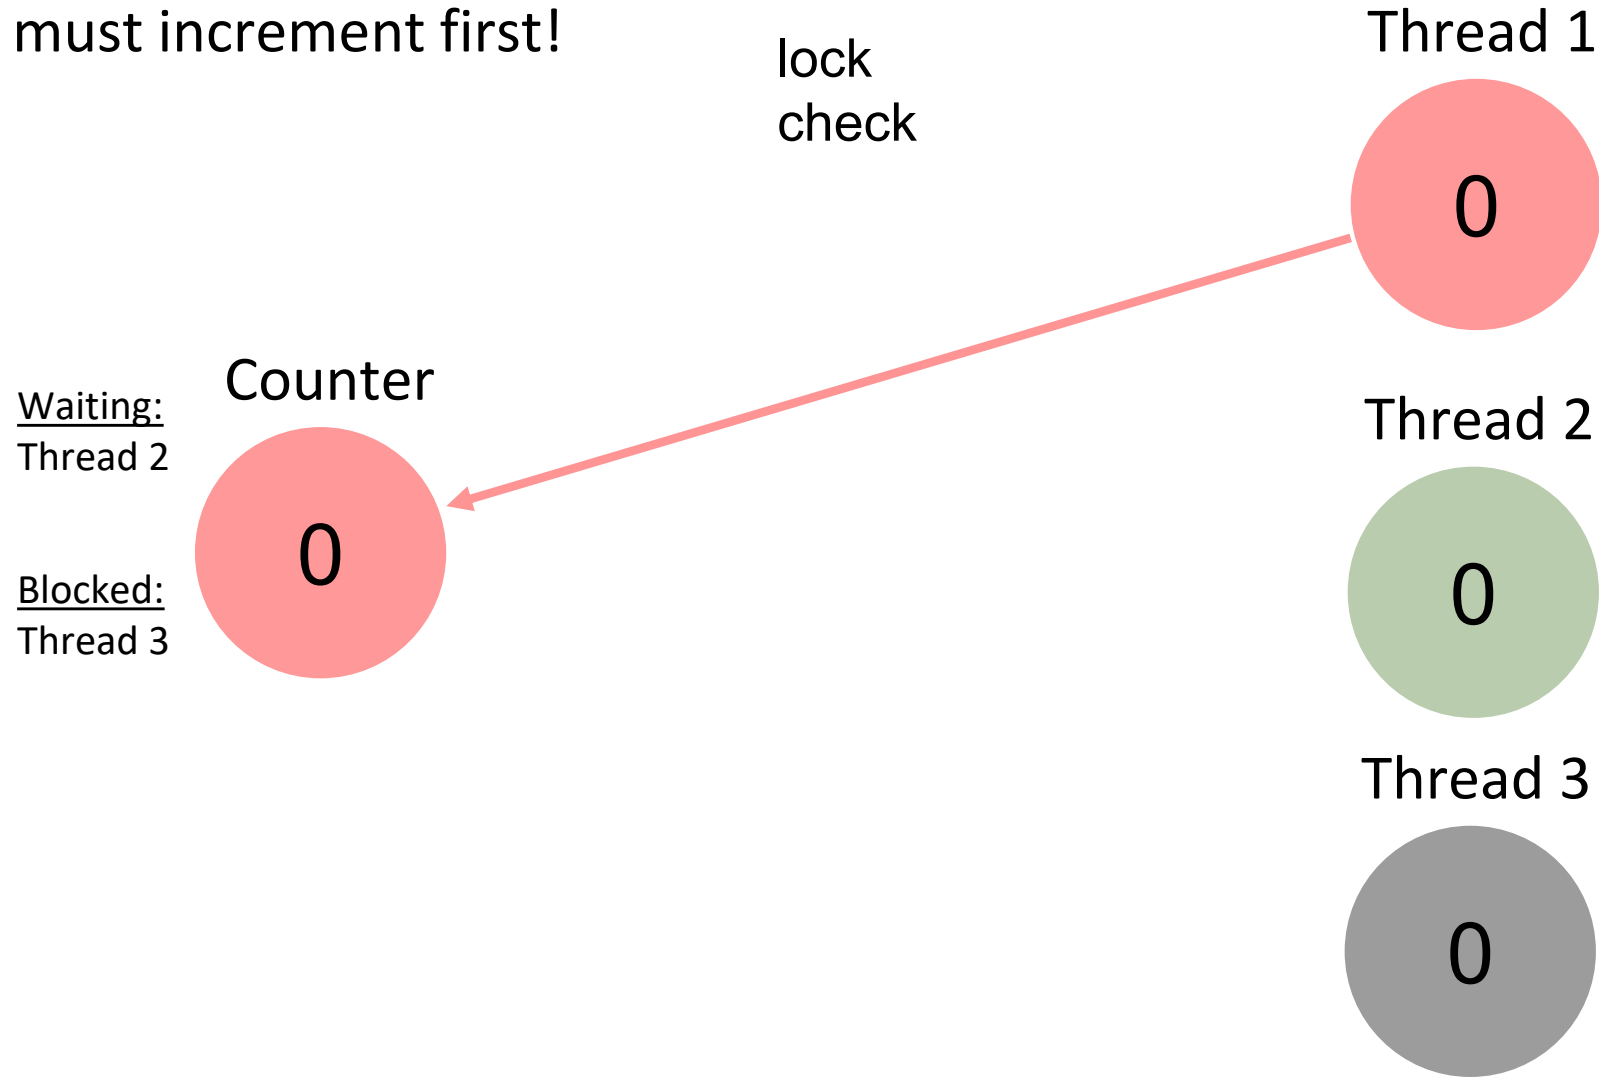 must increment first!
lock
check
Thread 1
0
Counter
Waiting:
Thread 2
0
Blocked:
Thread 3
Thread 2
0
Thread 3
0